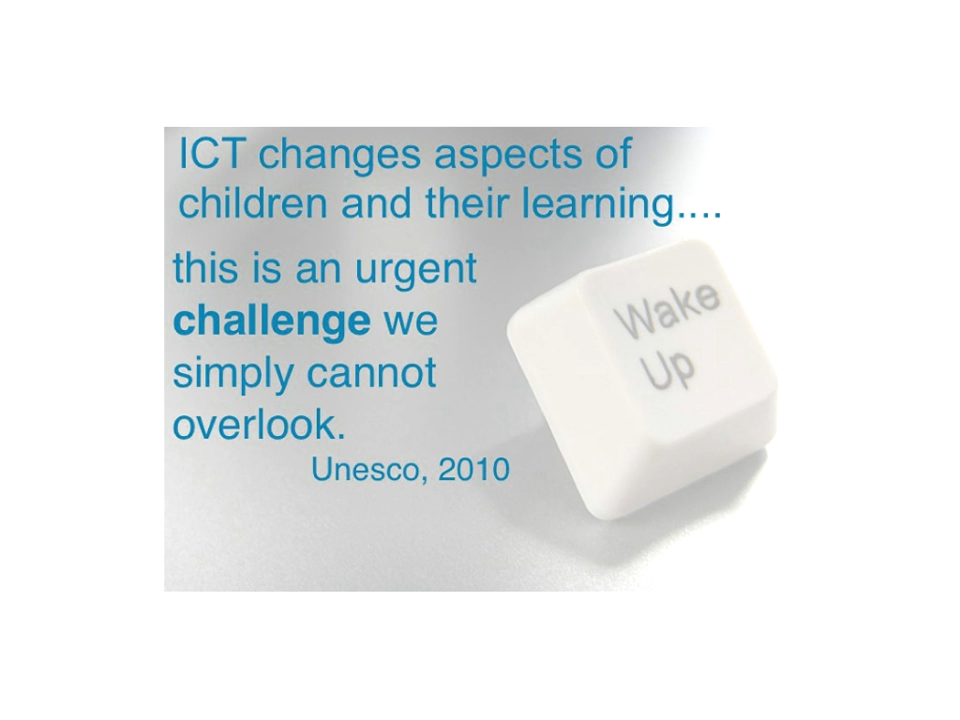 ICT changes aspects of
children and their learning....
this is an urgent
challenge we
simply cannot
overlook.
Unesco, 2010
Wake
Up